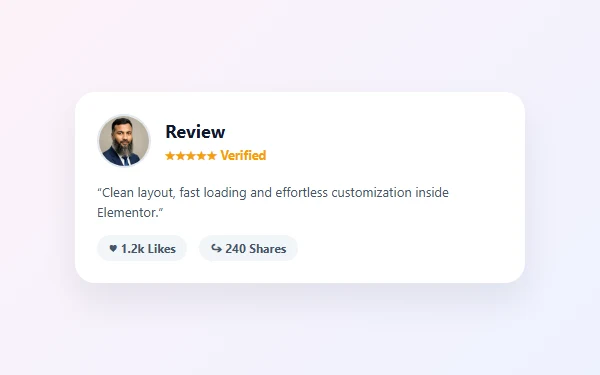 Review
★★★★★ Verified
“Clean layout, fast loading and effortless customization inside
Elementor.”
♥ 1.2k Likes
↪ 240 Shares